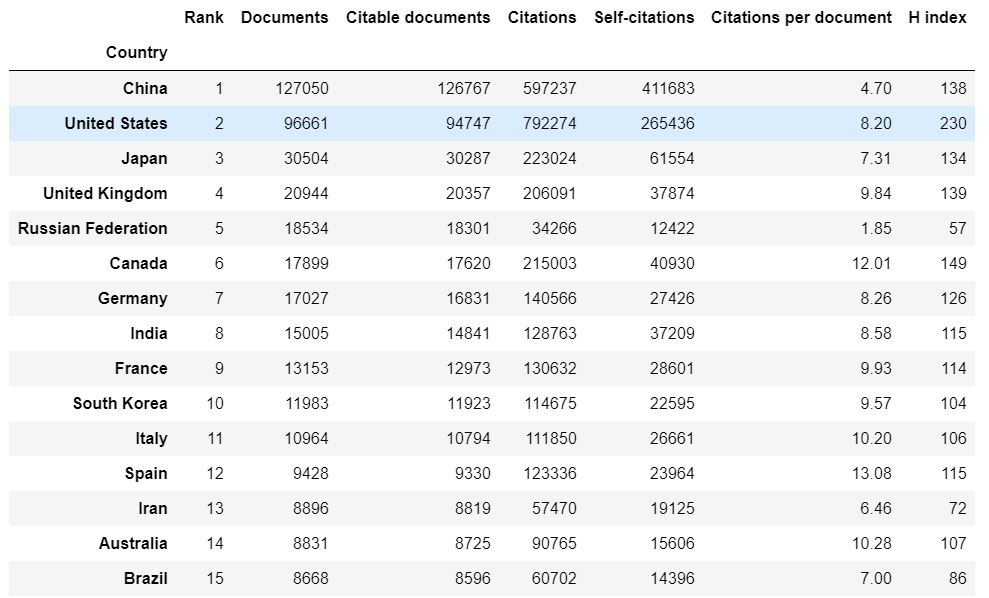 Rank Documents Citable documents Citations Self-citations Citations per document H index
Country
China 1 127050 126767 597237 411683 4.70 138
United States 2 96661 94747 792274 265436 8.20 230
Japan 3 30504 30287 223024 61554 7.31 134
United Kingdom 4 20944 20357 206091 37874 9.84 139
Russian Federation 5 18534 18301 34266 12422 1.85 57
Canada 6 17899 17620 215003 40930 12.01 149
Germany 7 17027 16831 140566 27426 8.26 126
India 8 15005 14841 128763 37209 8.58 115
France 9 13153 12973 130632 28601 9.93 114
South Korea 10 11983 11923 114675 22595 9.57 104
Italy 11 10964 10794 111850 26661 10.20 106
Spain 12 9428 9330 123336 23964 13.08 115
Iran 13 8896 8819 57470 19125 6.46 72
Australia 14 8831 8725 90765 15606 10.28 107
Brazil 15 8668 8596 60702 14396 7.00 86